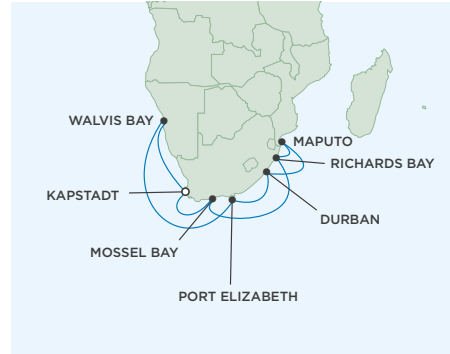 WALVIS BAY
MAPUTO
RICHARDS BAY
KAPSTADT
DURBAN
MOSSEL BAY
PORT ELIZABETH